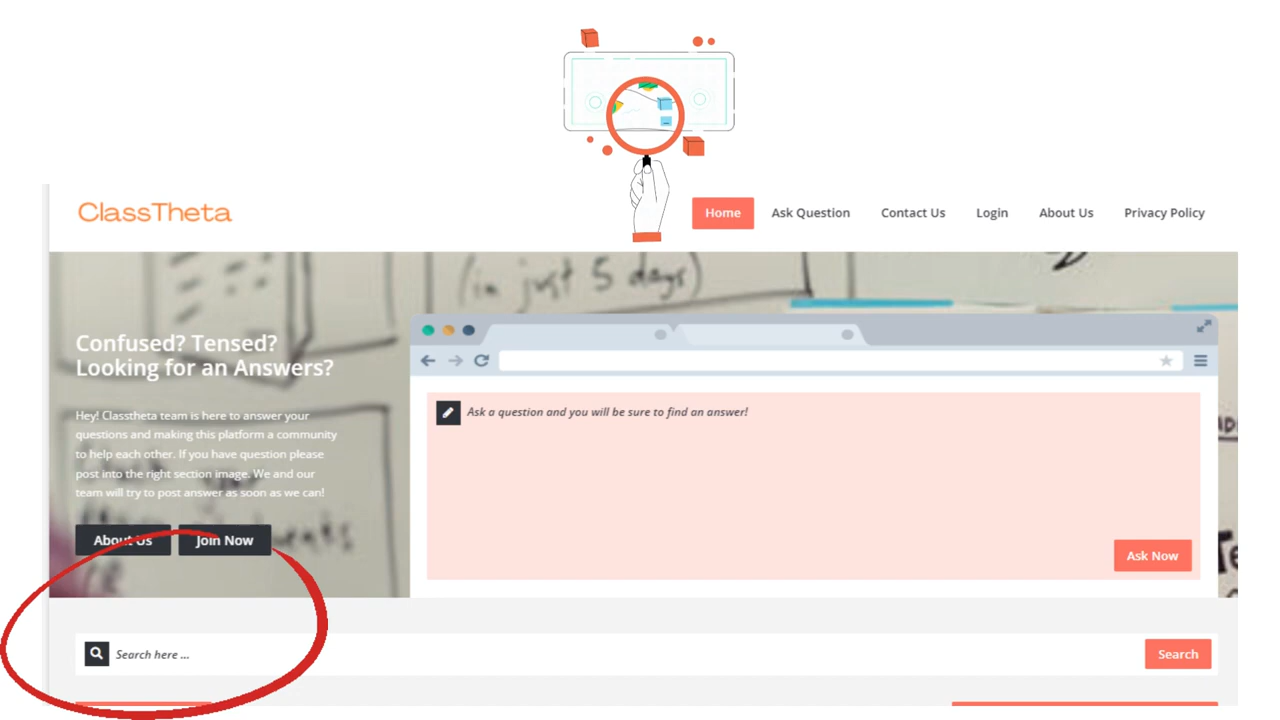 ClassTheta
Home Ask Question Contact Us Login About Us Privacy Policy
(in just 5 days)
Confused? Tensed?
Looking for an Answers?
Hey! Classtheta team is here to answer your
questions and making this platform a community
to help each other. If you have question please
post into the right section image. We and our
team will try to post answer as soon as we can!
About Us Join Now
Ask a question and you will be sure to find an answer!
Ask Now
Search here ...
Search